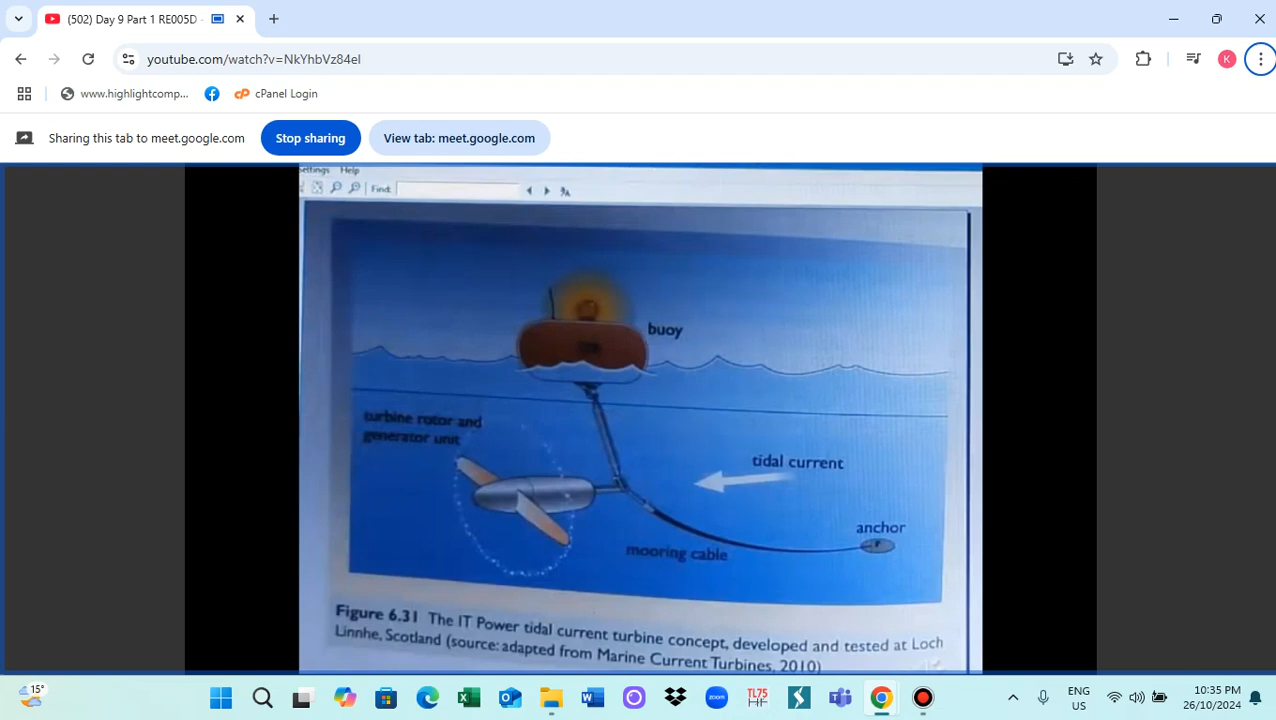 (502) Day 9 Part 1 RE005D -
youtube.com/watch?v=NkYhbVz84eI
K
www.highlightcomp...
cPanel Login
Sharing this tab to meet.google.com
Stop sharing
View tab: meet.google.com
Settings Help
Find:
buoy
turbine rotor and
generator unit
tidal current
anchor
mooring cable
Figure 6.31 The IT Power tidal current turbine concept, developed and tested at Loch
Linnhe, Scotland (source: adapted from Marine Current Turbines, 2010)
15°
zoom
TL75
ENG
US
10:35 PM
26/10/2024